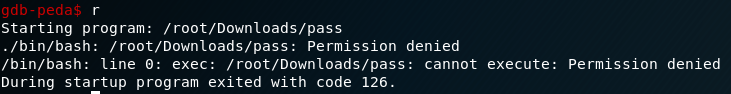 gdb-peda$ r
Starting program: /root/Downloads/pass
./bin/bash: /root/Downloads/pass: Permission denied
/bin/bash: line 0: exec: /root/Downloads/pass: cannot execute: Permission denied
During startup program exited with code 126.